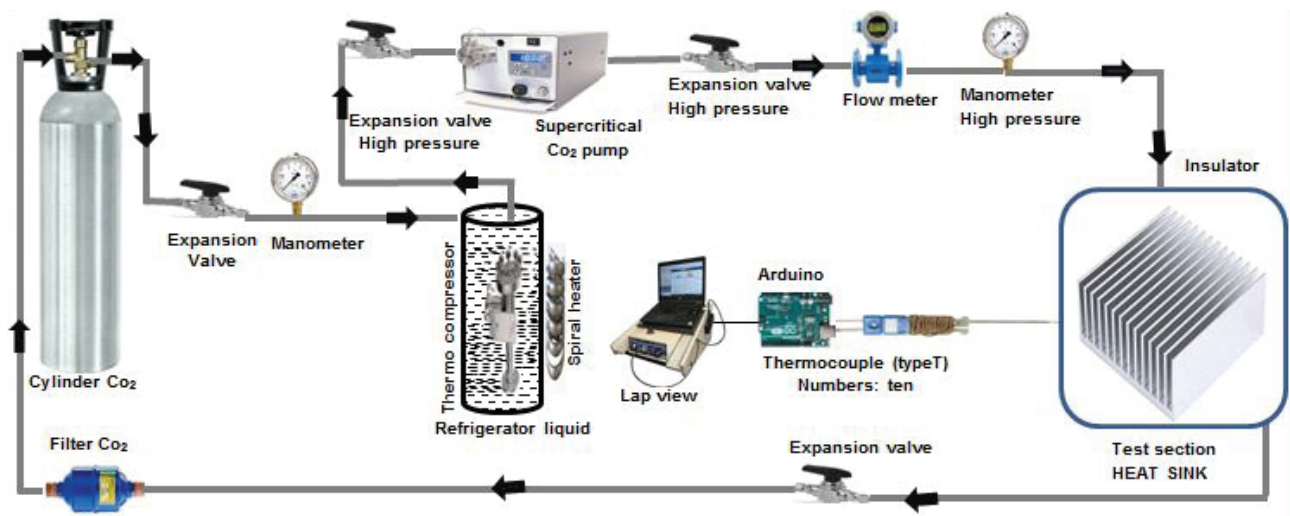 Expansion valve
High pressure
Supercritical
Co₂ pump
Expansion valve
High pressure
Flow meter
Manometer
High pressure
Insulator
Expansion
Valve
Manometer
Thermo compressor
Spiral heater
Refrigerator liquid
Arduino
Thermocouple (typeT)
Numbers: ten
Lap view
Cylinder Co₂
Filter Co₂
Expansion valve
Test section
HEAT SINK